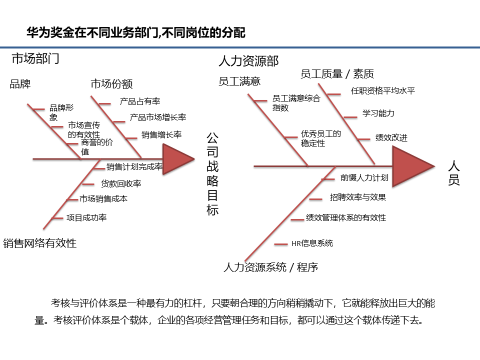 华为奖金在不同业务部门,不同岗位的分配
市场部门
品牌
市场份额
品牌形
象
市场宣传
的有效性
商誉的价
值
产品占有率
产品市场增长率
销售增长率
销售计划完成率
货款回收率
市场销售成本
项目成功率
销售网络有效性
公
司
战
略
目
标
人力资源部
员工满意
员工质量/素质
员工满意综合
指数
优秀员工的
稳定性
任职资格平均水平
学习能力
绩效改进
前慑人力计划
招聘效率与效果
绩效管理体系的有效性
HR信息系统
人力资源系统/程序
人
员
考核与评价体系是一种最有力的杠杆，只要朝合理的方向稍稍撬动下，它就能释放出巨大的能
量。考核评价体系是个载体，企业的各项经营管理任务和目标，都可以通过这个载体传递下去。